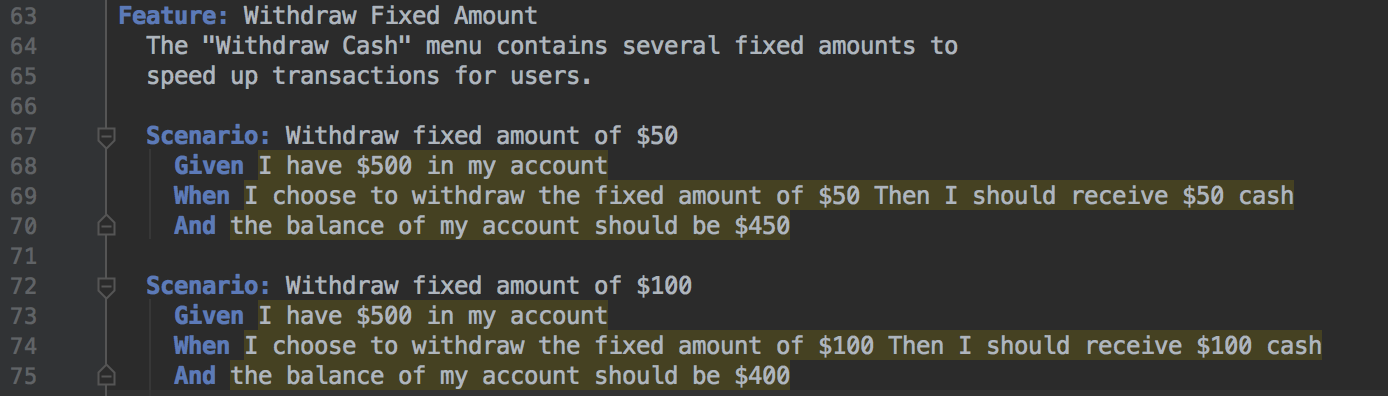 63 Feature: Withdraw Fixed Amount
64 The "Withdraw Cash" menu contains several fixed amounts to
65 speed up transactions for users.
66
67 Scenario: Withdraw fixed amount of $50
68 Given I have $500 in my account
69 When I choose to withdraw the fixed amount of $50 Then I should receive $50 cash
70 And the balance of my account should be $450
71
72 Scenario: Withdraw fixed amount of $100
73 Given I have $500 in my account
74 When I choose to withdraw the fixed amount of $100 Then I should receive $100 cash
75 And the balance of my account should be $400